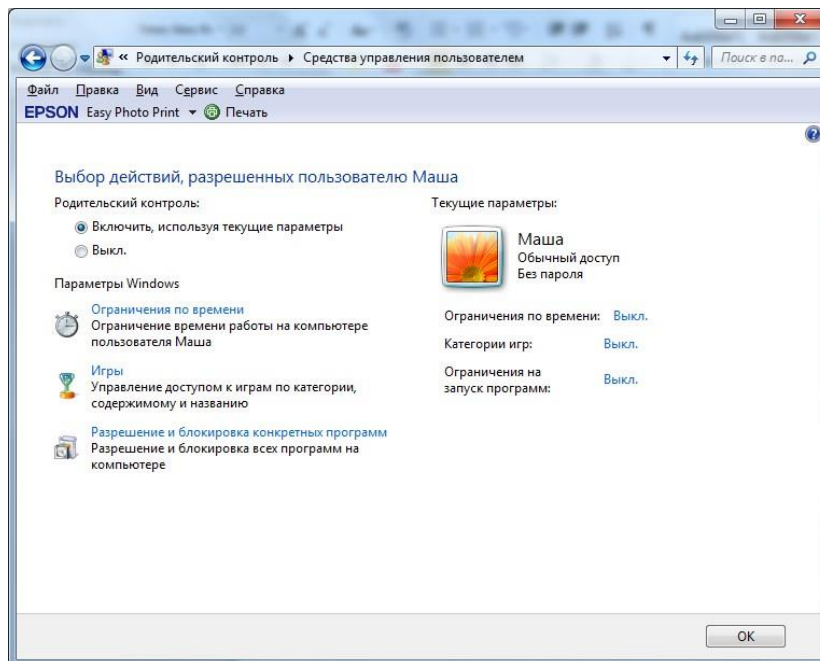 « Родительский контроль ▸ Средства управления пользователем
Поиск в па...
Файл Правка Вид Сервис Справка
EPSON Easy Photo Print Печать
Выбор действий, разрешенных пользователю Маша
Родительский контроль:
Включить, используя текущие параметры
Выкл.
Параметры Windows
Ограничения по времени
Ограничение времени работы на компьютере
пользователя Маша
Игры
Управление доступом к играм по категории,
содержимому и названию
Разрешение и блокировка конкретных программ
Разрешение и блокировка всех программ на
компьютере
Текущие параметры:
Маша
Обычный доступ
Без пароля
Ограничения по времени: Выкл.
Категории игр: Выкл.
Ограничения на
запуск программ: Выкл.
OK